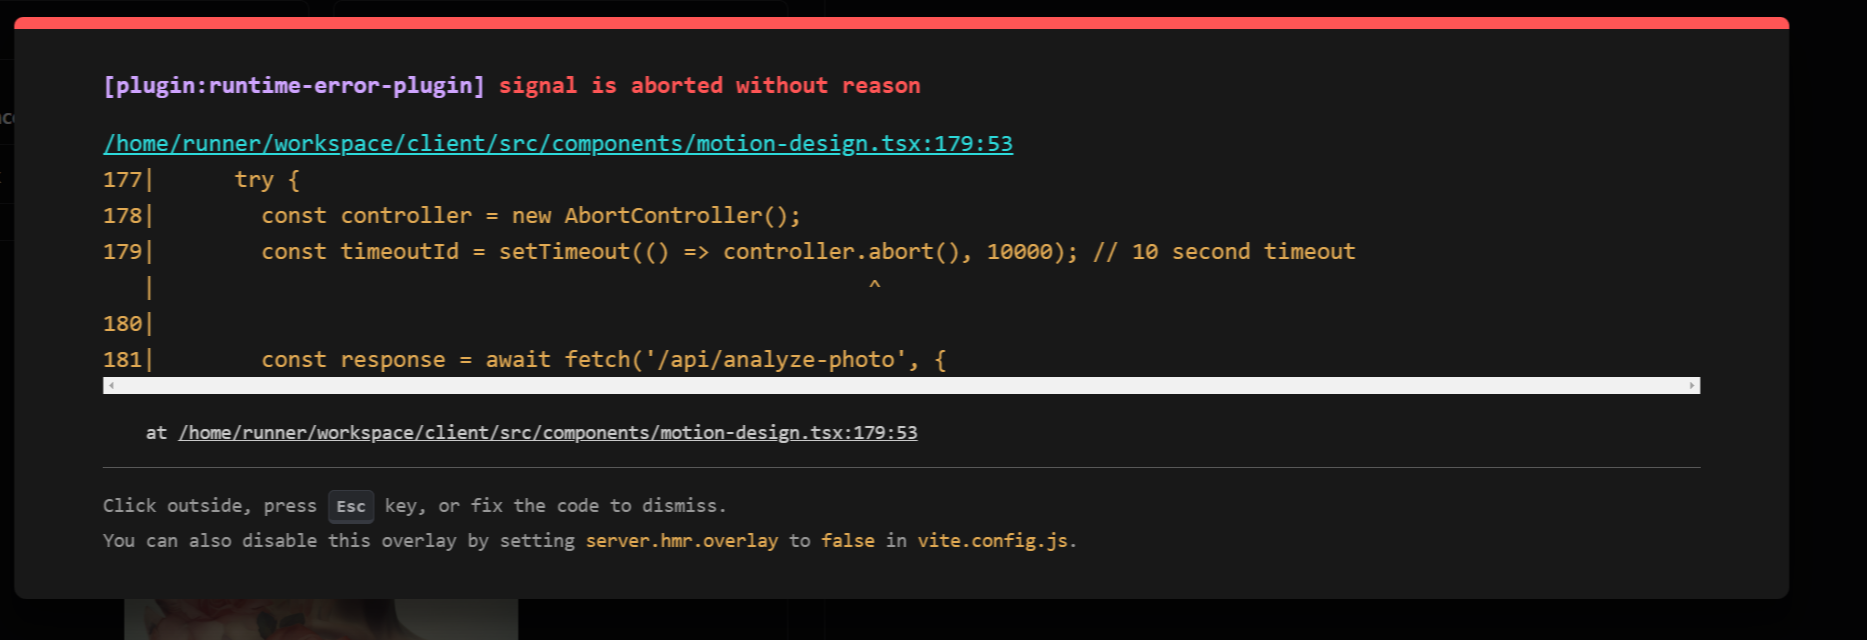 [plugin:runtime-error-plugin] signal is aborted without reason
/home/runner/workspace/client/src/components/motion-design.tsx:179:53
177|      try {
178|        const controller = new AbortController();
179|        const timeoutId = setTimeout(() => controller.abort(), 10000); // 10 second timeout
   |                                                      ^
180|
181|        const response = await fetch('/api/analyze-photo', {
at /home/runner/workspace/client/src/components/motion-design.tsx:179:53
Click outside, press Esc key, or fix the code to dismiss.
You can also disable this overlay by setting server.hmr.overlay to false in vite.config.js.